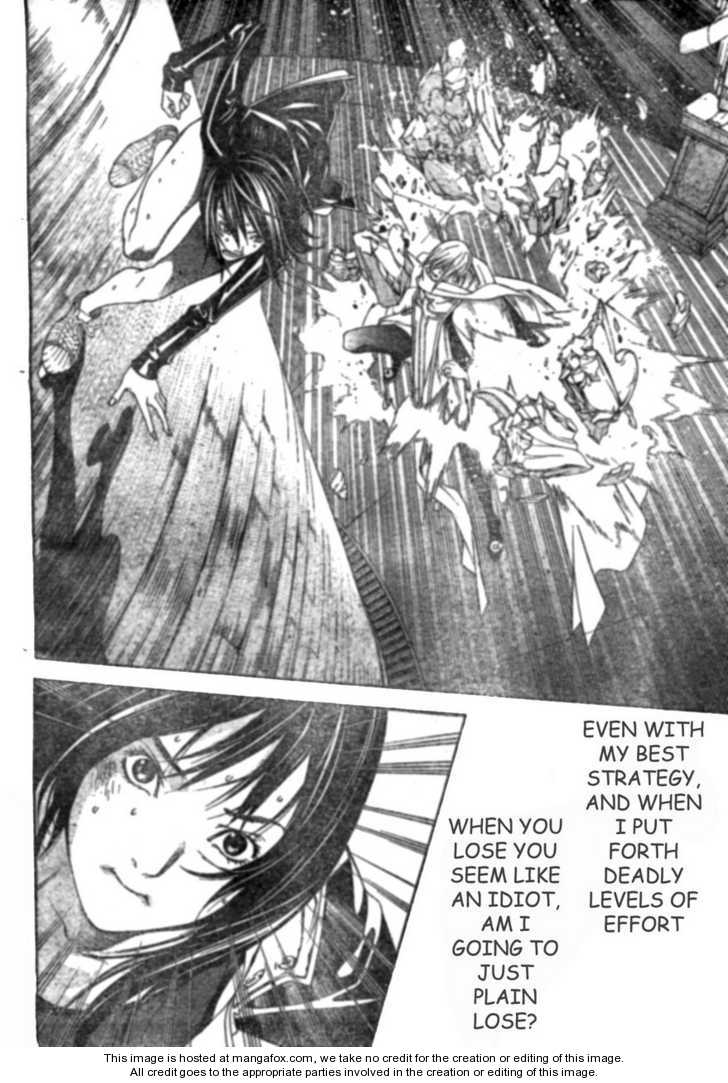 EVEN WITH
MY BEST
STRATEGY,
AND WHEN
I PUT
FORTH
DEADLY
LEVELS OF
EFFORT
WHEN YOU
LOSE YOU
SEEM LIKE
AN IDIOT,
AM I
GOING TO
JUST
PLAIN
LOSE?
This image is hosted at mangafox.com, we take no credit for the creation or editing of this image.
All credit goes to the appropriate parties involved in the creation or editing of this image.